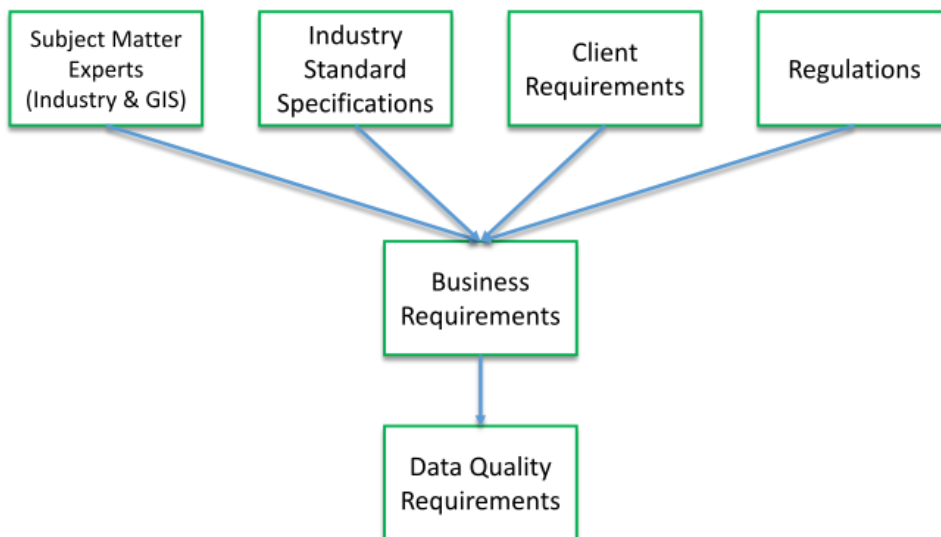 Subject Matter
Experts
(Industry & GIS)
Industry
Standard
Specifications
Client
Requirements
Regulations
Business
Requirements
Data Quality
Requirements